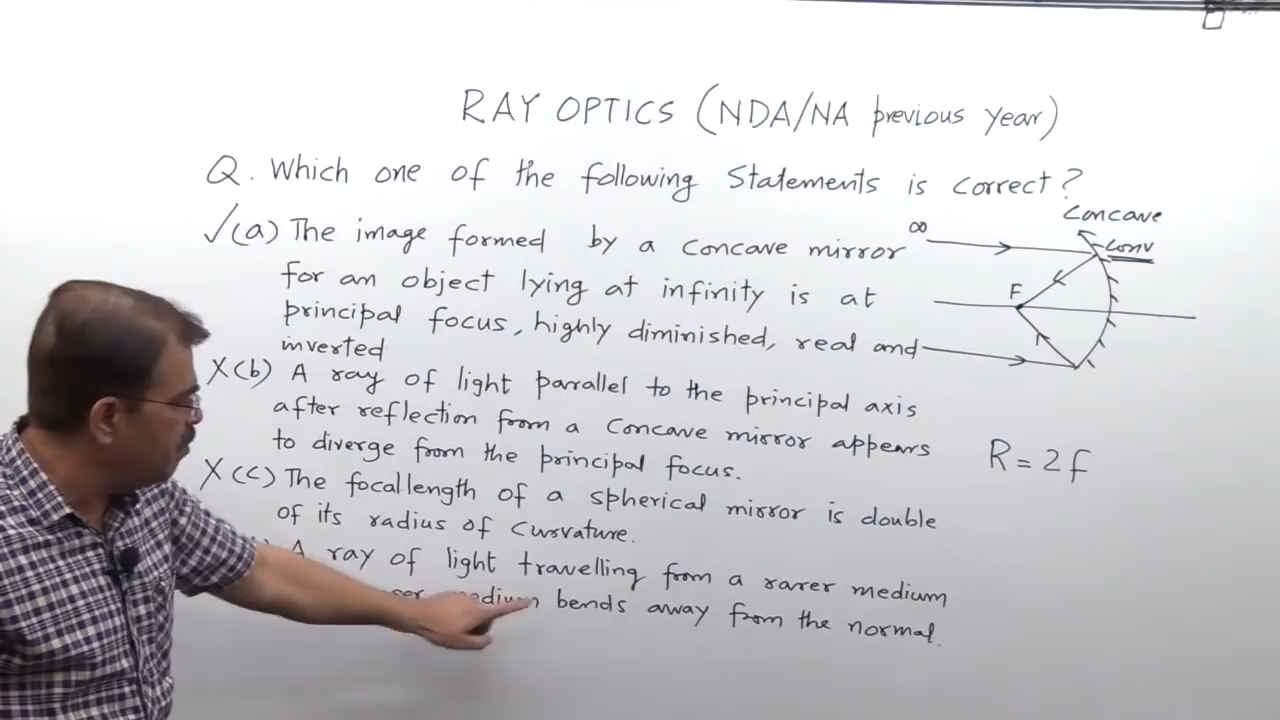 RAY OPTICS (NDA/NA previous year)
Q. Which one of the following Statements is correct?
✓(a) The image formed by a concave mirror
for an object lying at infinity is at
principal focus, highly diminished, real and
inverted
X(b) A ray of light parallel to the principal axis
after reflection from a Concave mirror appears
to diverge from the principal focus.
X(c) The focal length of a spherical mirror is double
of its radius of Curvature.
A ray of light travelling from a rarer medium
medium bends away from the normal.
∞
Concave
Conv
F
R = 2f